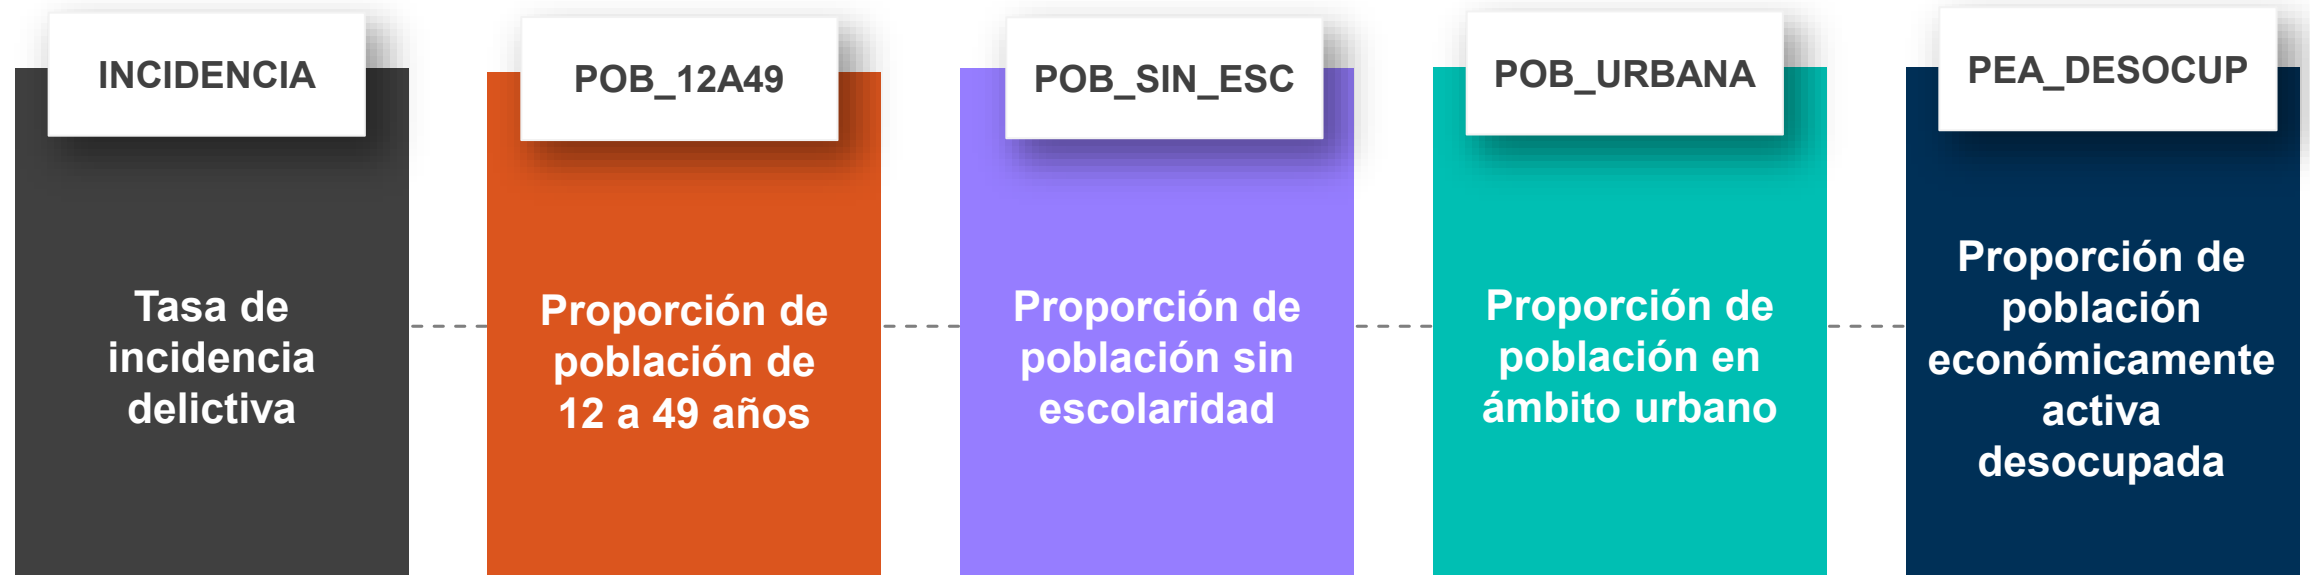 INCIDENCIA
Tasa de
incidencia
delictiva
POB_12A49
Proporción de
población de
12 a 49 años
POB_SIN_ESC
Proporción de
población sin
escolaridad
POB_URBANA
Proporción de
población en
ámbito urbano
PEA_DESOCUP
Proporción de
población
económicamente
activa
desocupada